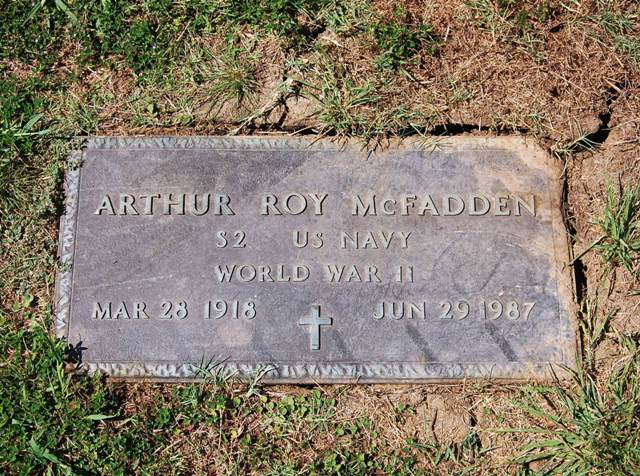 ARTHUR ROY MCFADDEN
S2 US NAVY
WORLD WAR II
MAR 28 1918 JUN 29 1987